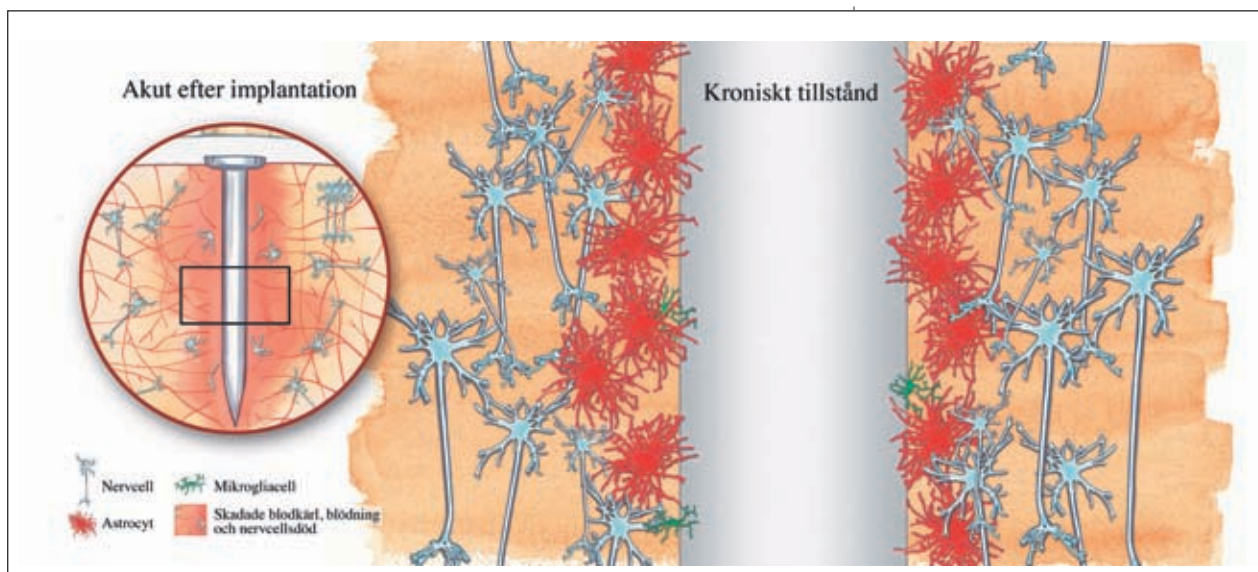 Akut efter implantation
Kroniskt tillstånd
Nervcell
Mikrogliacell
Astrocyt
Skadade blodkärl, blödning
och nervcellsdöd